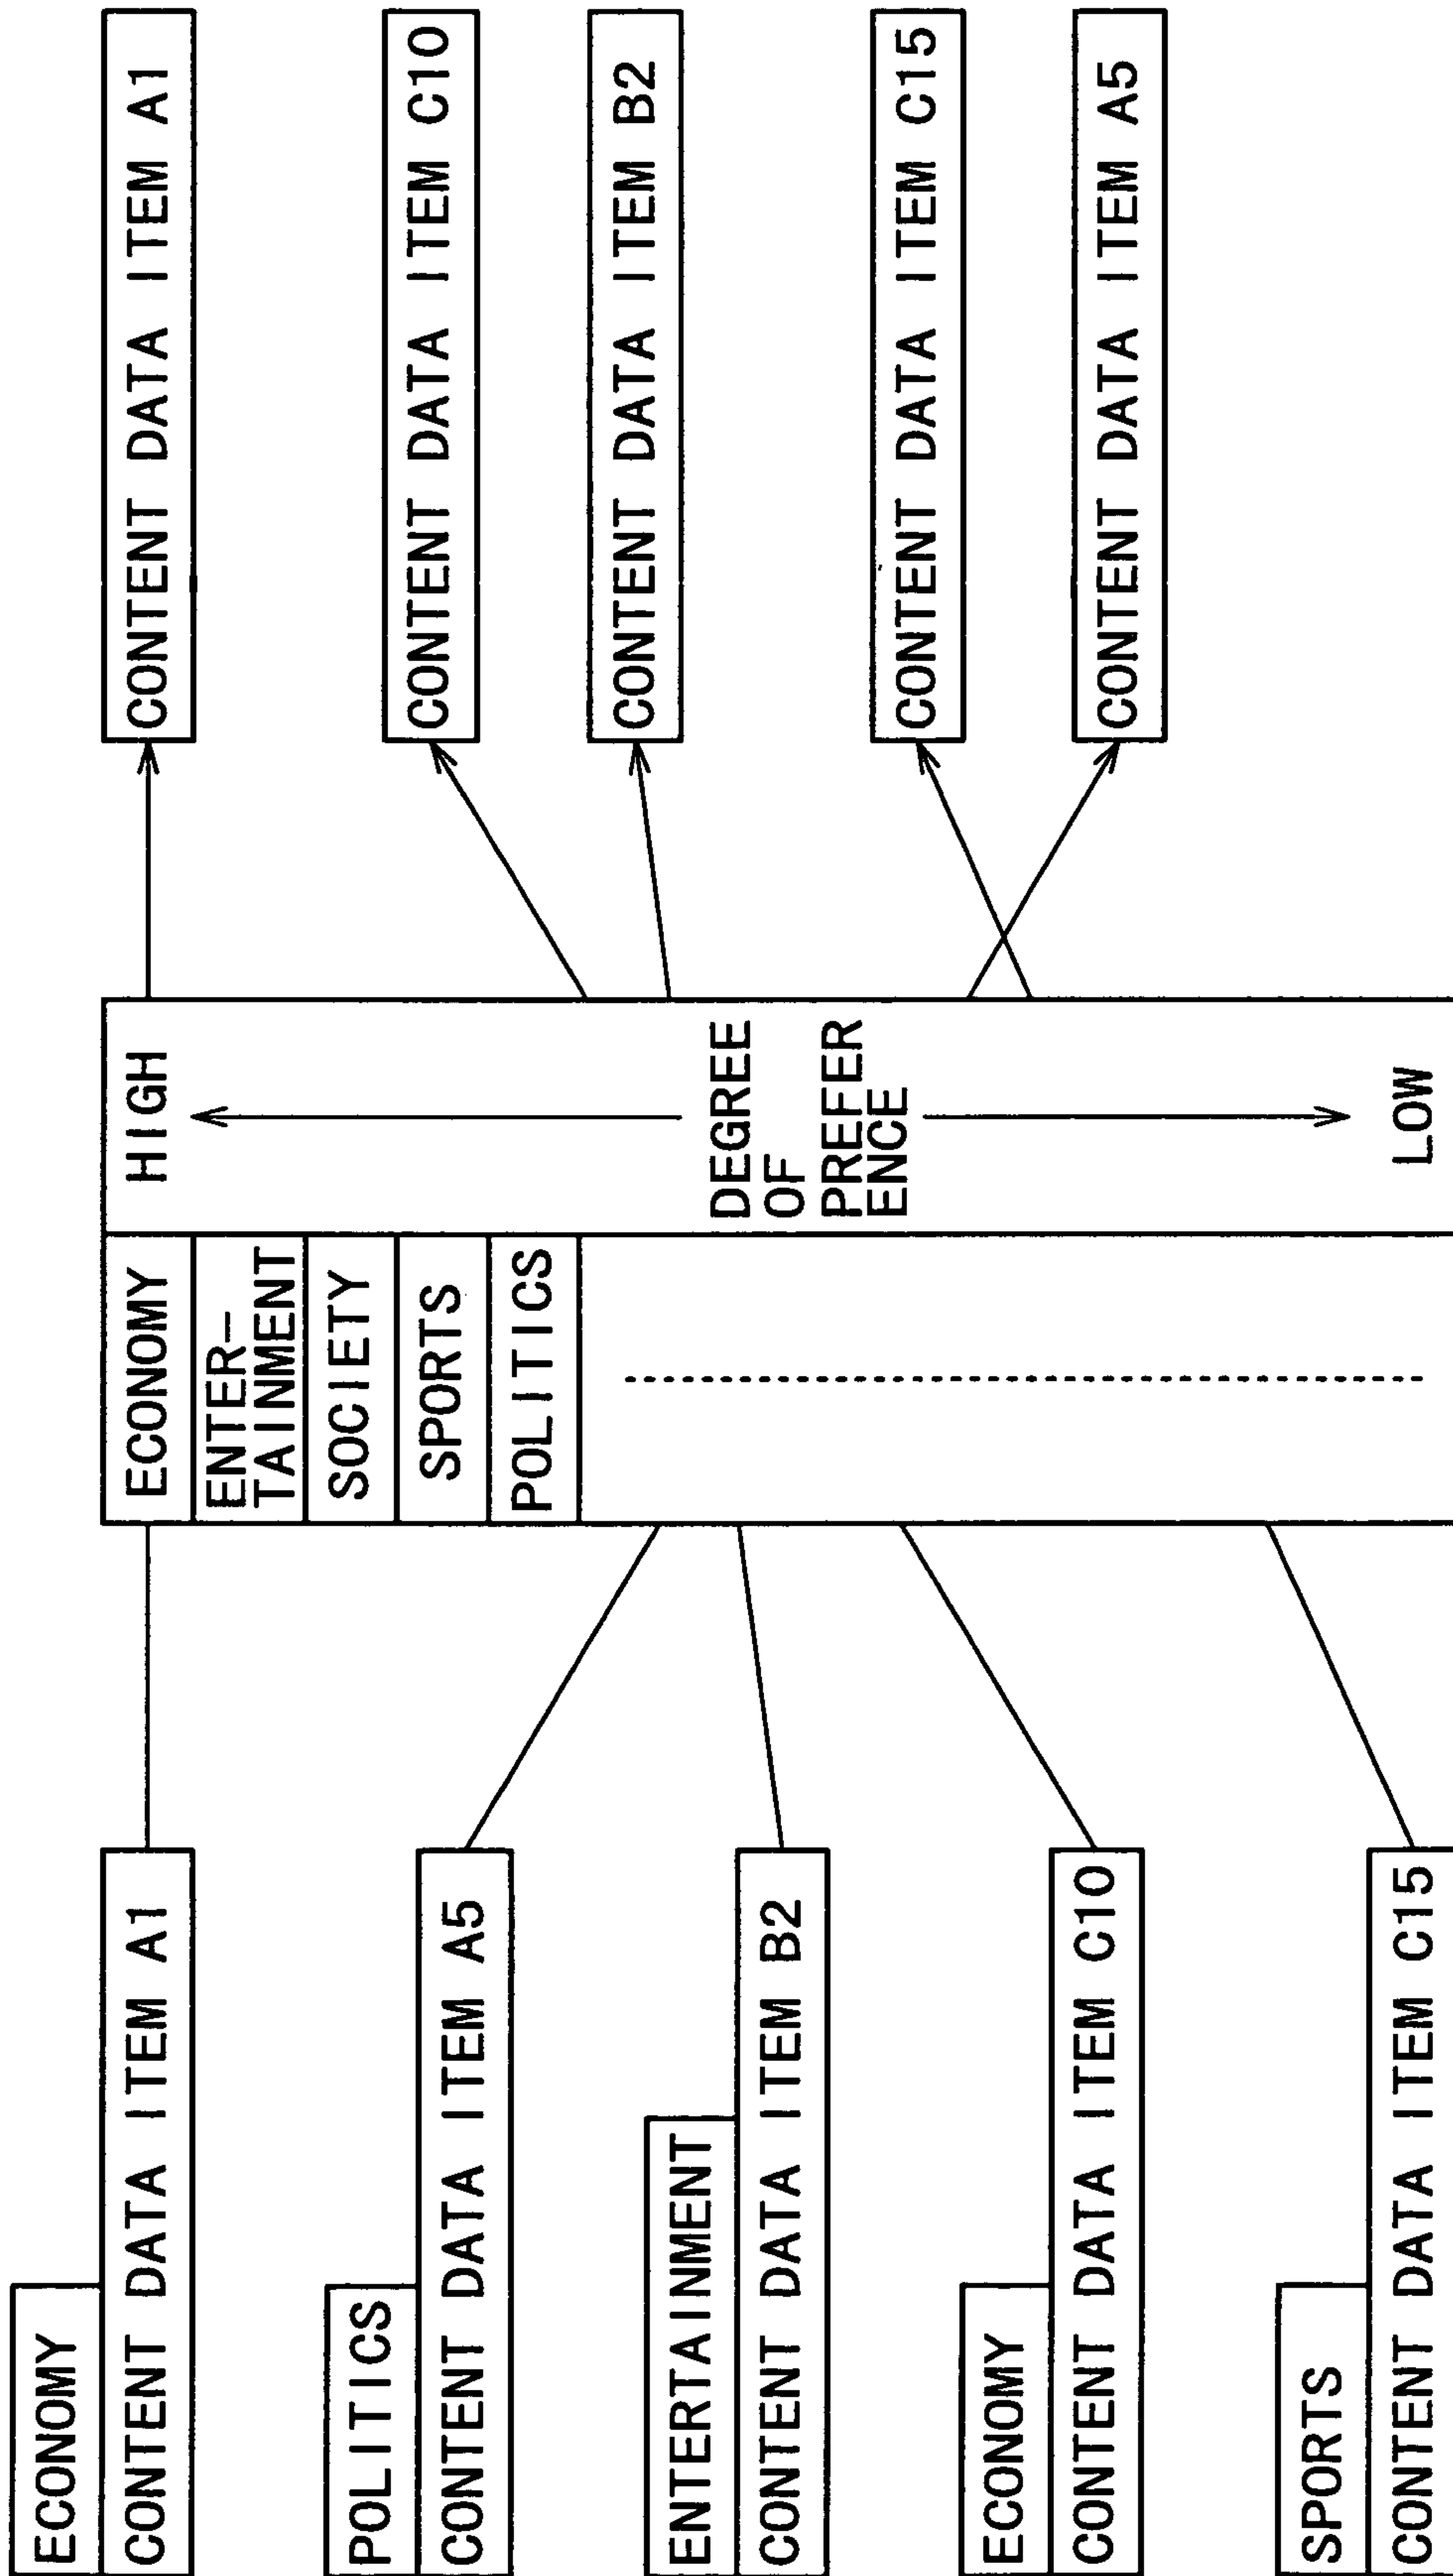 ECONOMY
CONTENT DATA ITEM A1
POLITICS
CONTENT DATA ITEM A5
ENTERTAINMENT
CONTENT DATA ITEM B2
ECONOMY
CONTENT DATA ITEM C10
SPORTS
CONTENT DATA ITEM C15
ECONOMY
ENTER-
TAINMENT
SOCIETY
SPORTS
POLITICS
HIGH
DEGREE
OF
PREFER
ENCE
LOW
CONTENT DATA ITEM A1
CONTENT DATA ITEM C10
CONTENT DATA ITEM B2
CONTENT DATA ITEM C15
CONTENT DATA ITEM A5